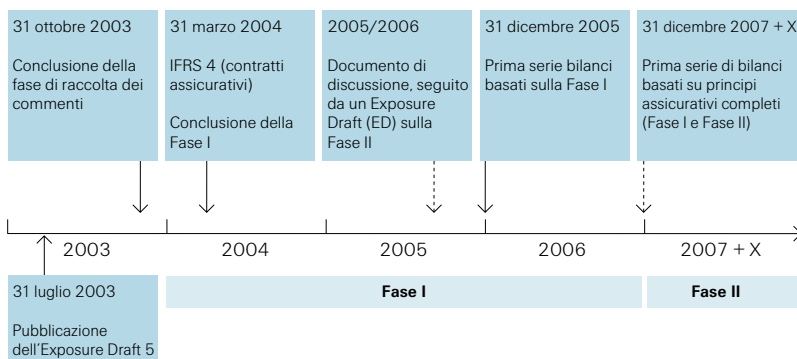 31 ottobre 2003
Conclusione della
fase di raccolta dei
commenti
31 marzo 2004
IFRS 4 (contratti
assicurativi)
Conclusione della
Fase I
2005/2006
Documento di
discussione, seguito
da un Exposure
Draft (ED) sulla
Fase II
31 dicembre 2005
Prima serie bilanci
basati sulla Fase I
31 dicembre 2007 + X
Prima serie di bilanci
basati su principi
assicurativi completi
(Fase I e Fase II)
2003
2004
2005
2006
2007 + X
31 luglio 2003
Pubblicazione
dell'Exposure Draft 5
Fase I
Fase II